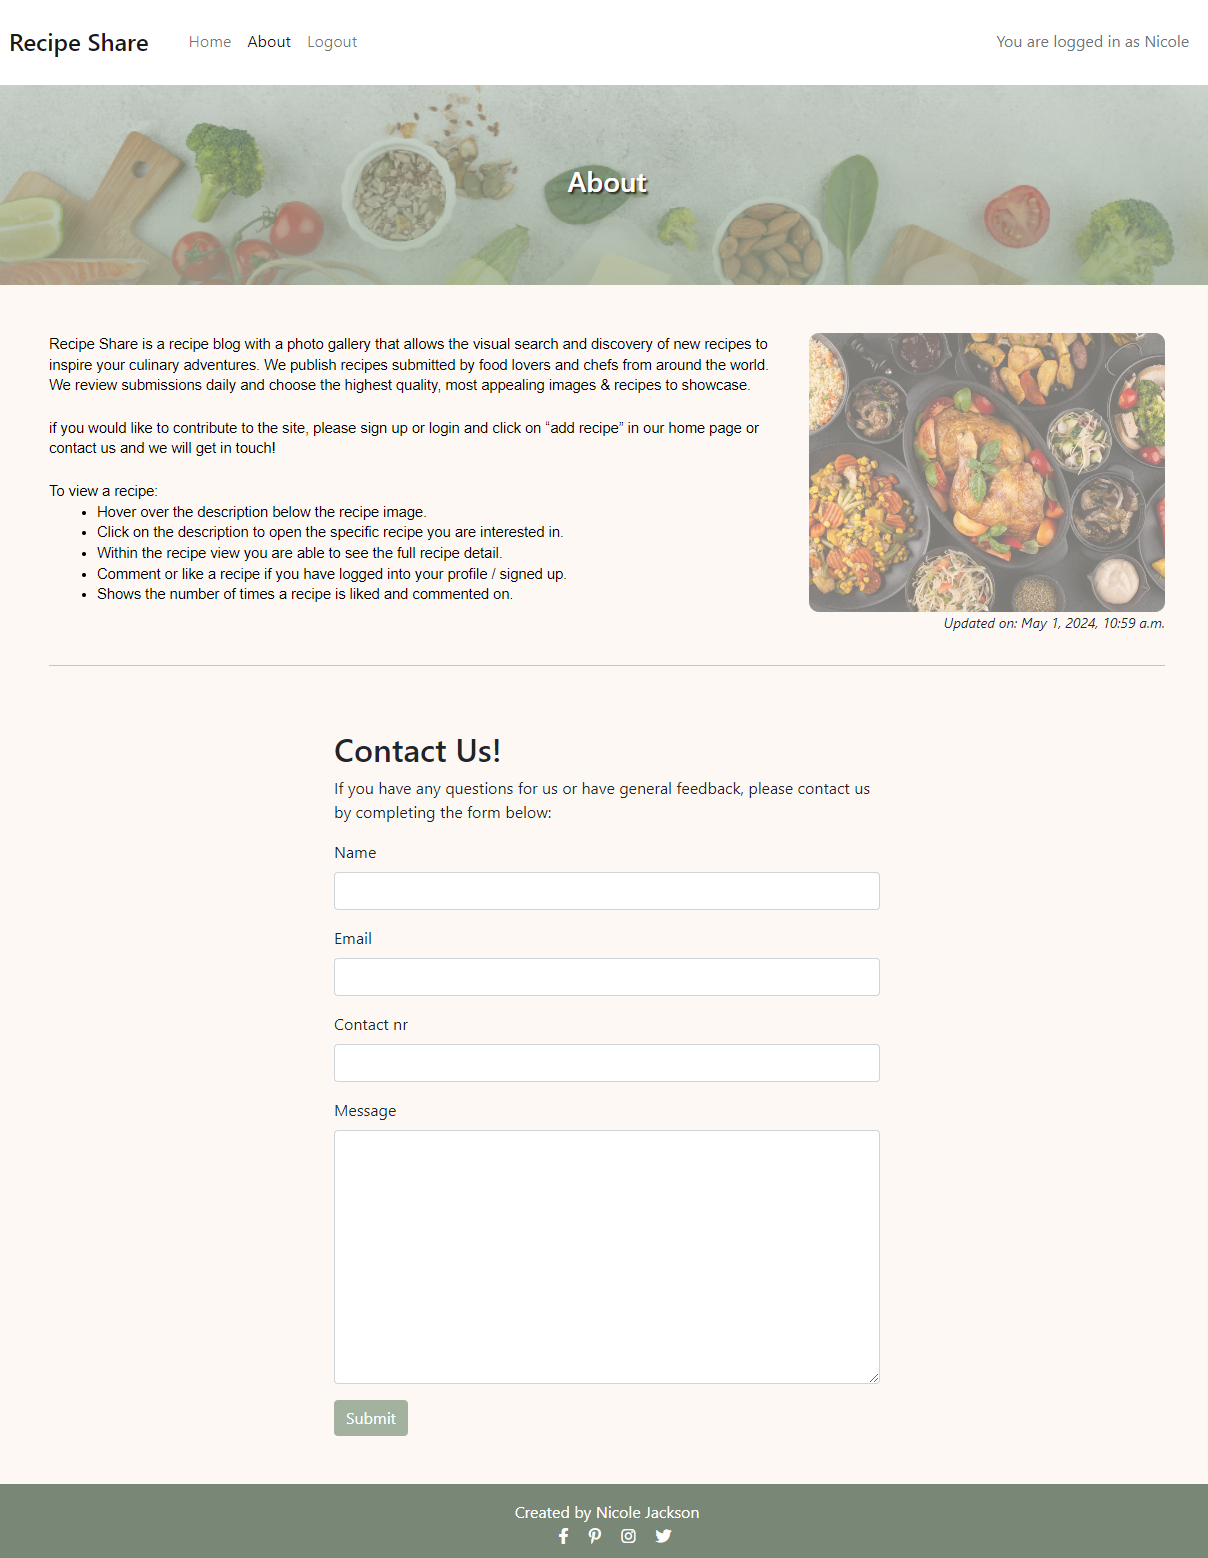 Recipe Share
Home About Logout
You are logged in as Nicole
About
Recipe Share is a recipe blog with a photo gallery that allows the visual search and discovery of new recipes to
inspire your culinary adventures. We publish recipes submitted by food lovers and chefs from around the world.
We review submissions daily and choose the highest quality, most appealing images & recipes to showcase.
if you would like to contribute to the site, please sign up or login and click on “add recipe” in our home page or
contact us and we will get in touch!
To view a recipe:
• Hover over the description below the recipe image.
• Click on the description to open the specific recipe you are interested in.
• Within the recipe view you are able to see the full recipe detail.
• Comment or like a recipe if you have logged into your profile / signed up.
• Shows the number of times a recipe is liked and commented on.
Updated on: May 1, 2024, 10:59 a.m.
Contact Us!
If you have any questions for us or have general feedback, please contact us
by completing the form below:
Name
Email
Contact nr
Message
Submit
Created by Nicole Jackson